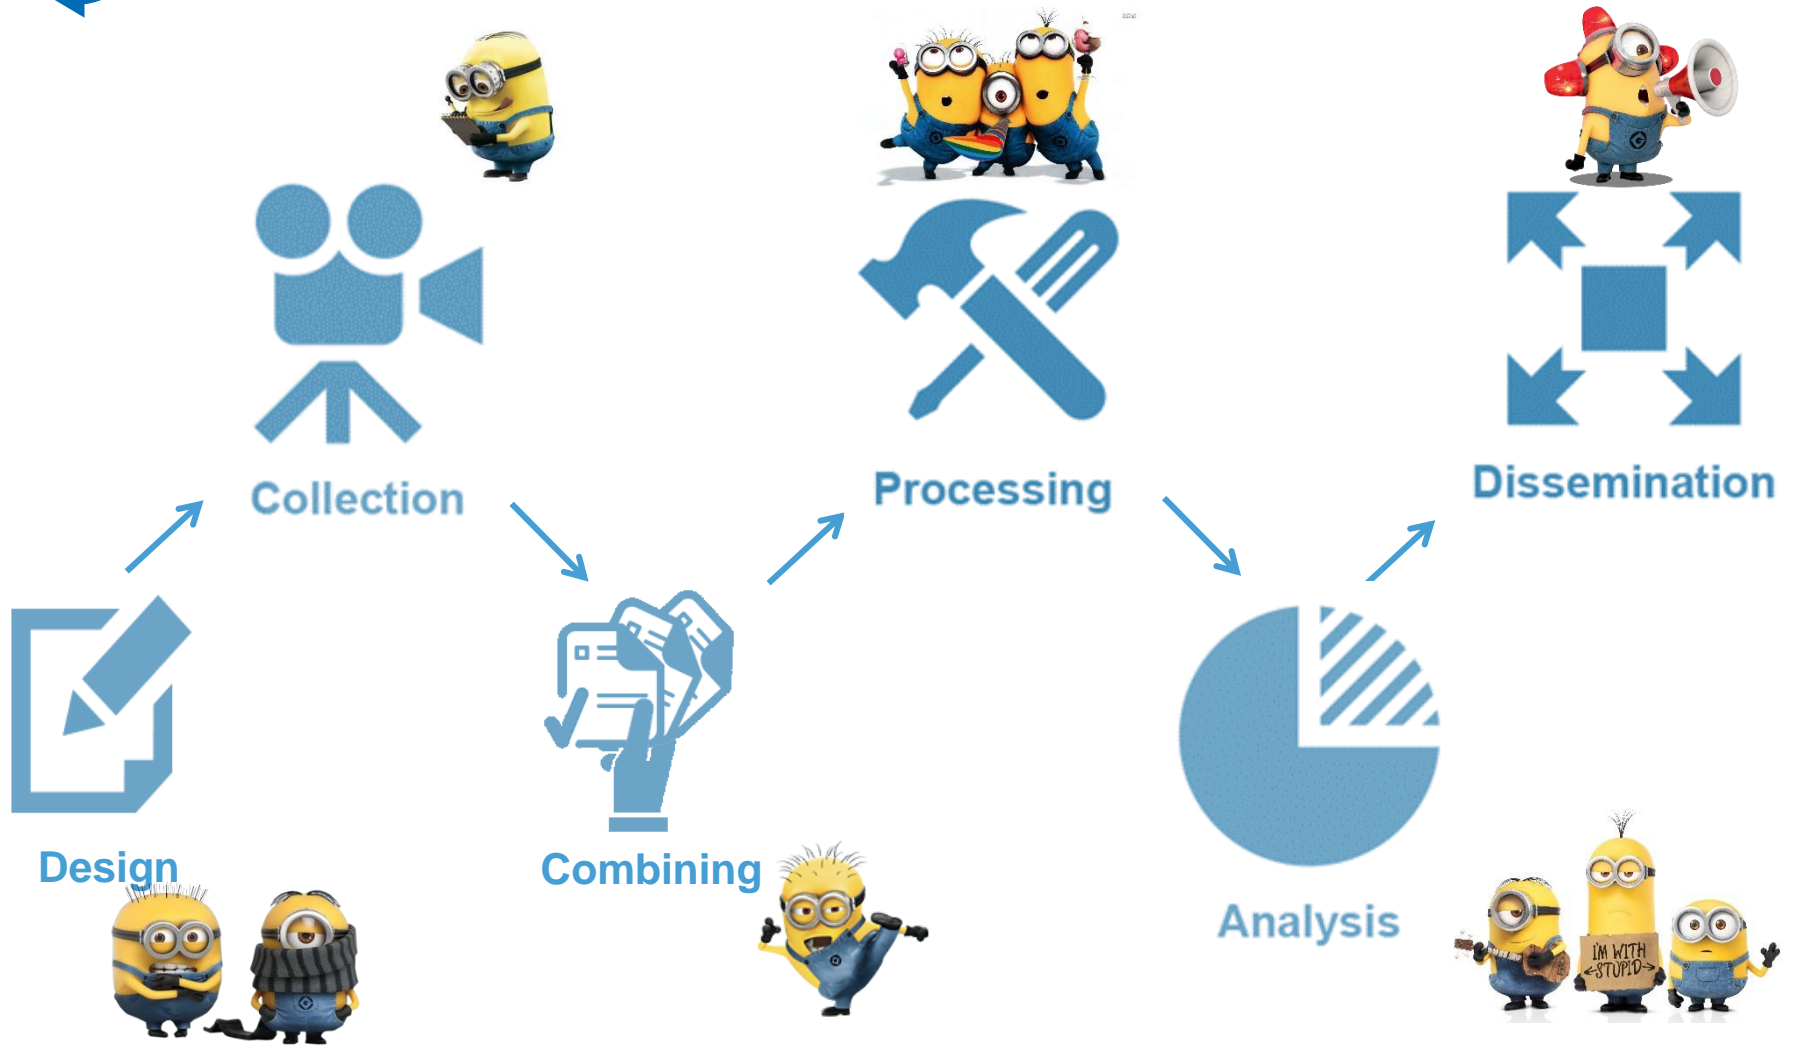 Collection
Processing
Dissemination
Design
Combining
Analysis
I'M WITH
STUPID